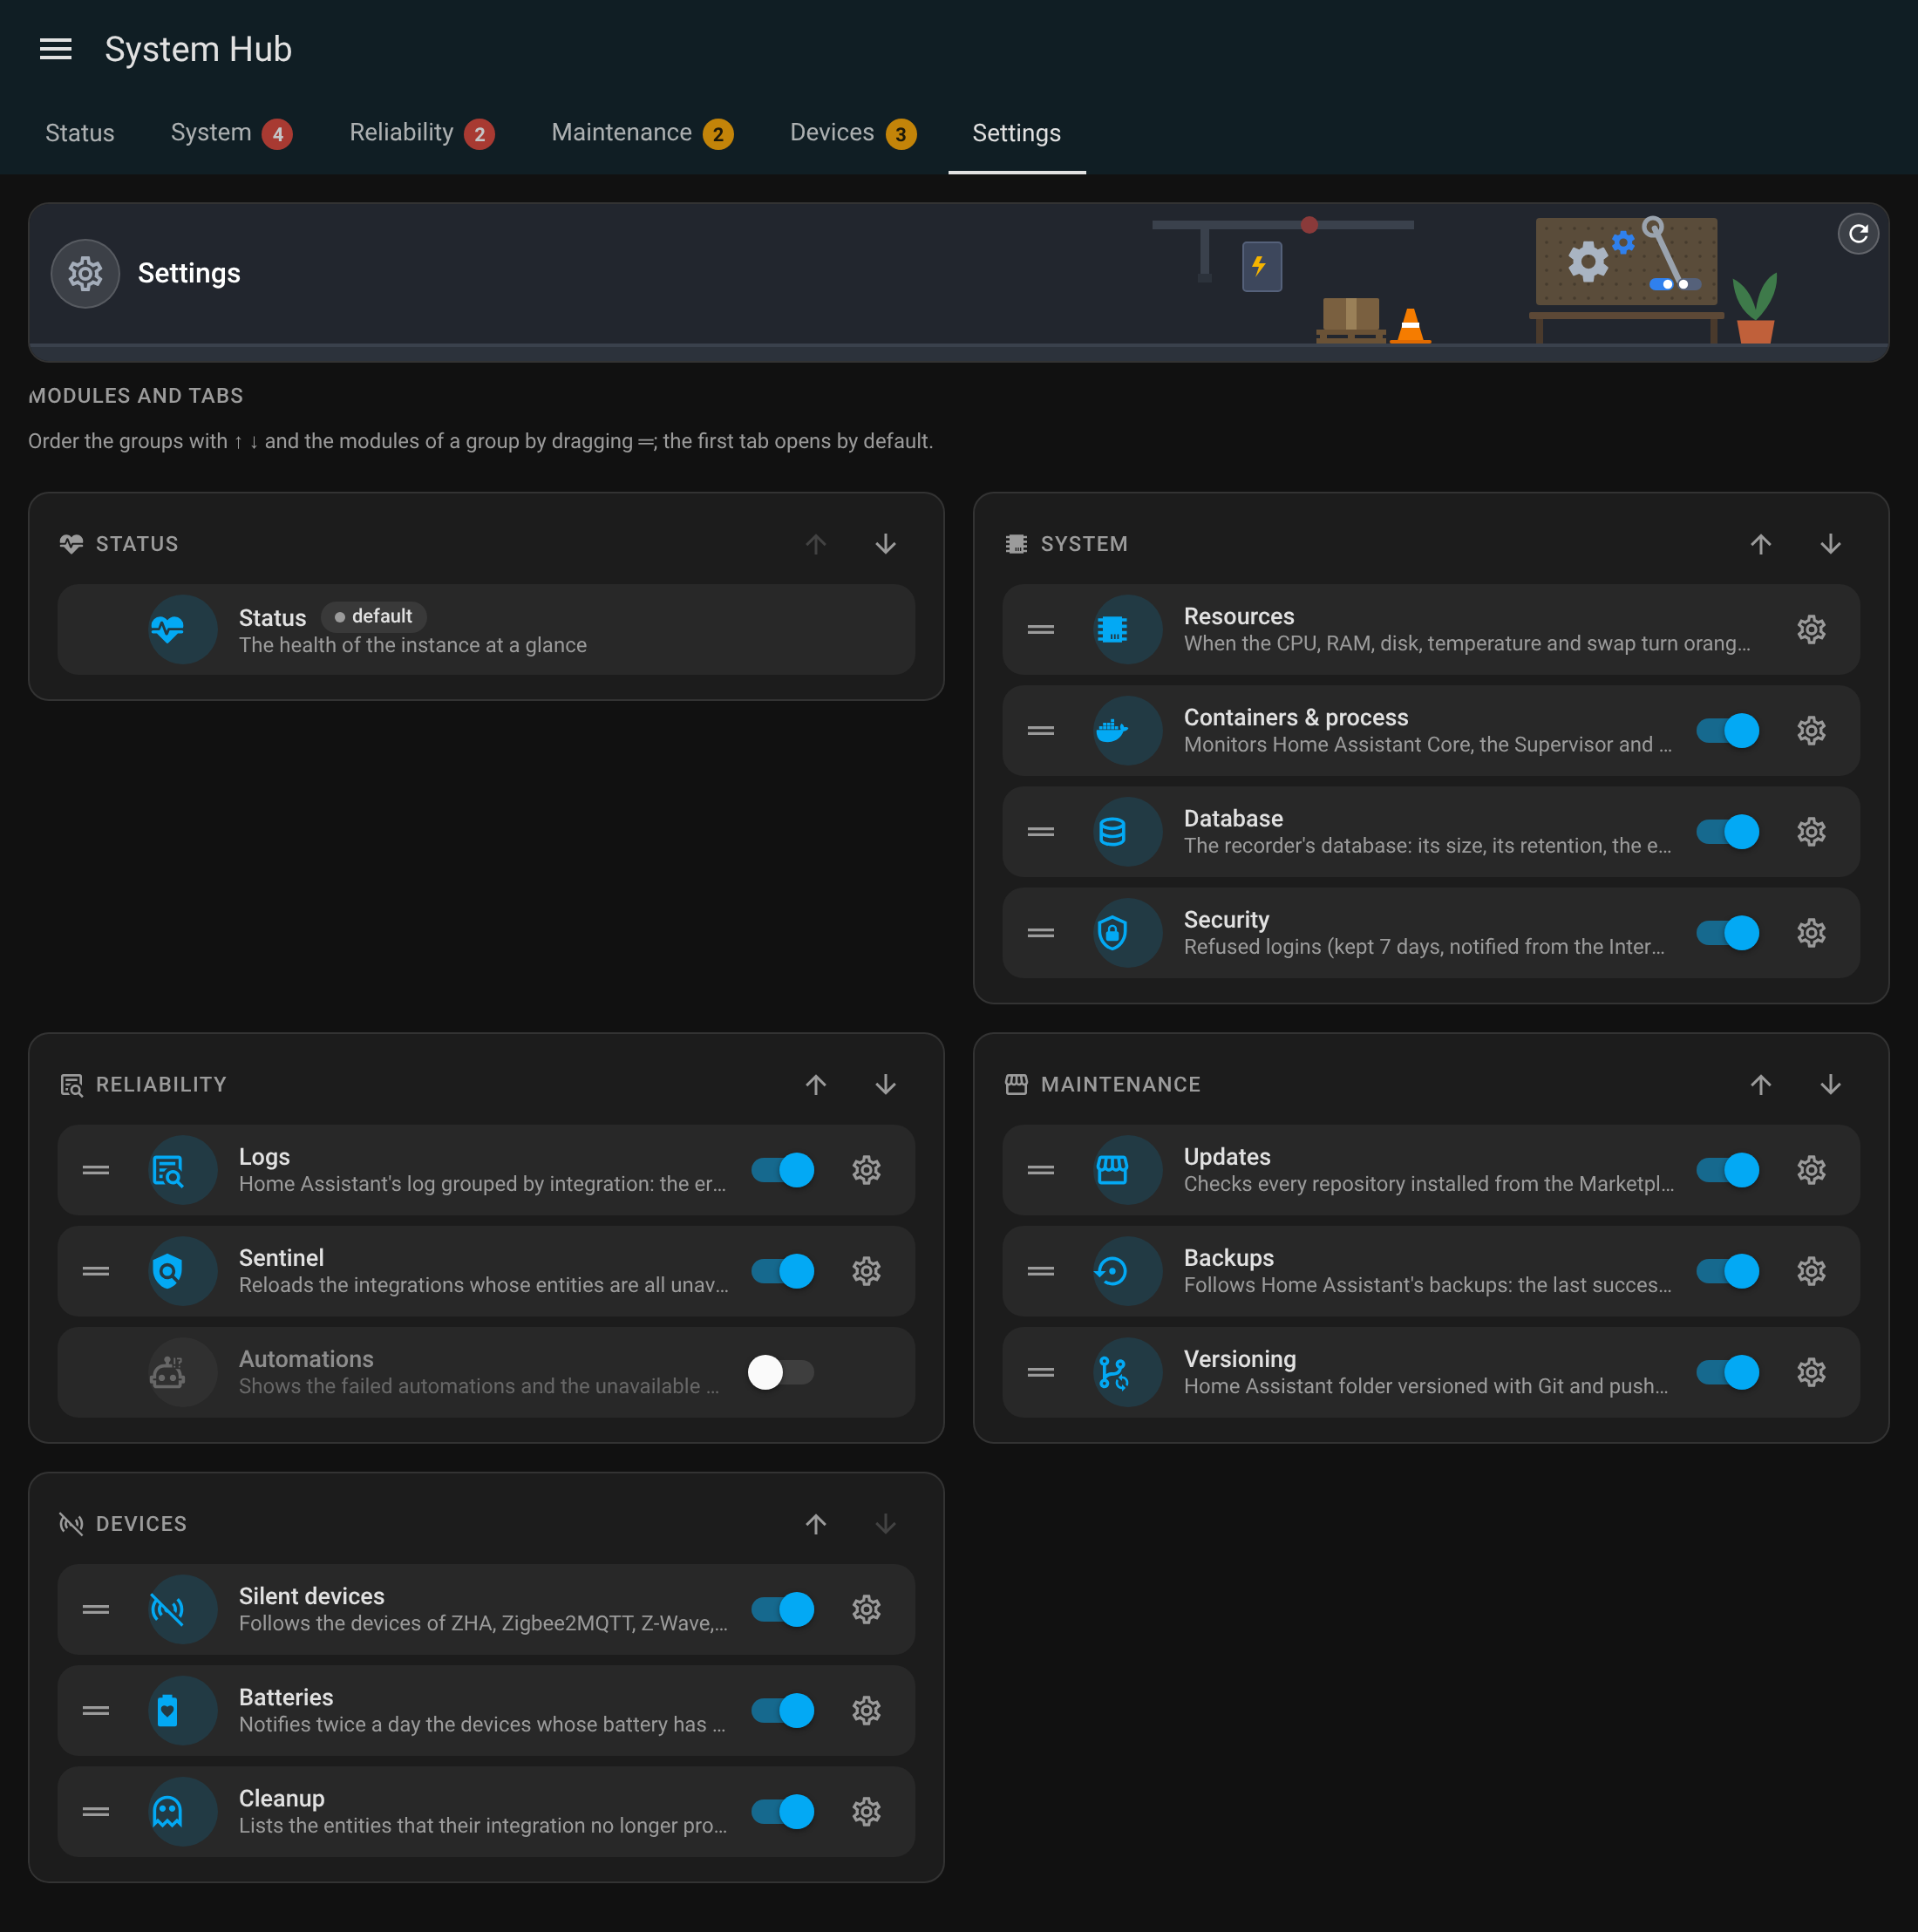 System Hub
Status
System 4
Reliability 2
Maintenance 2
Devices 3
Settings
Settings
MODULES AND TABS
Order the groups with ↑ ↓ and the modules of a group by dragging =; the first tab opens by default.
STATUS
Status default
The health of the instance at a glance
SYSTEM
Resources
When the CPU, RAM, disk, temperature and swap turn orang...
Containers & process
Monitors Home Assistant Core, the Supervisor and ...
Database
The recorder's database: its size, its retention, the e...
Security
Refused logins (kept 7 days, notified from the Inter...
RELIABILITY
Logs
Home Assistant's log grouped by integration: the er...
Sentinel
Reloads the integrations whose entities are all unav...
Automations
Shows the failed automations and the unavailable ...
MAINTENANCE
Updates
Checks every repository installed from the Marketpl...
Backups
Follows Home Assistant's backups: the last succes...
Versioning
Home Assistant folder versioned with Git and push...
DEVICES
Silent devices
Follows the devices of ZHA, Zigbee2MQTT, Z-Wave,...
Batteries
Notifies twice a day the devices whose battery has ...
Cleanup
Lists the entities that their integration no longer pro...